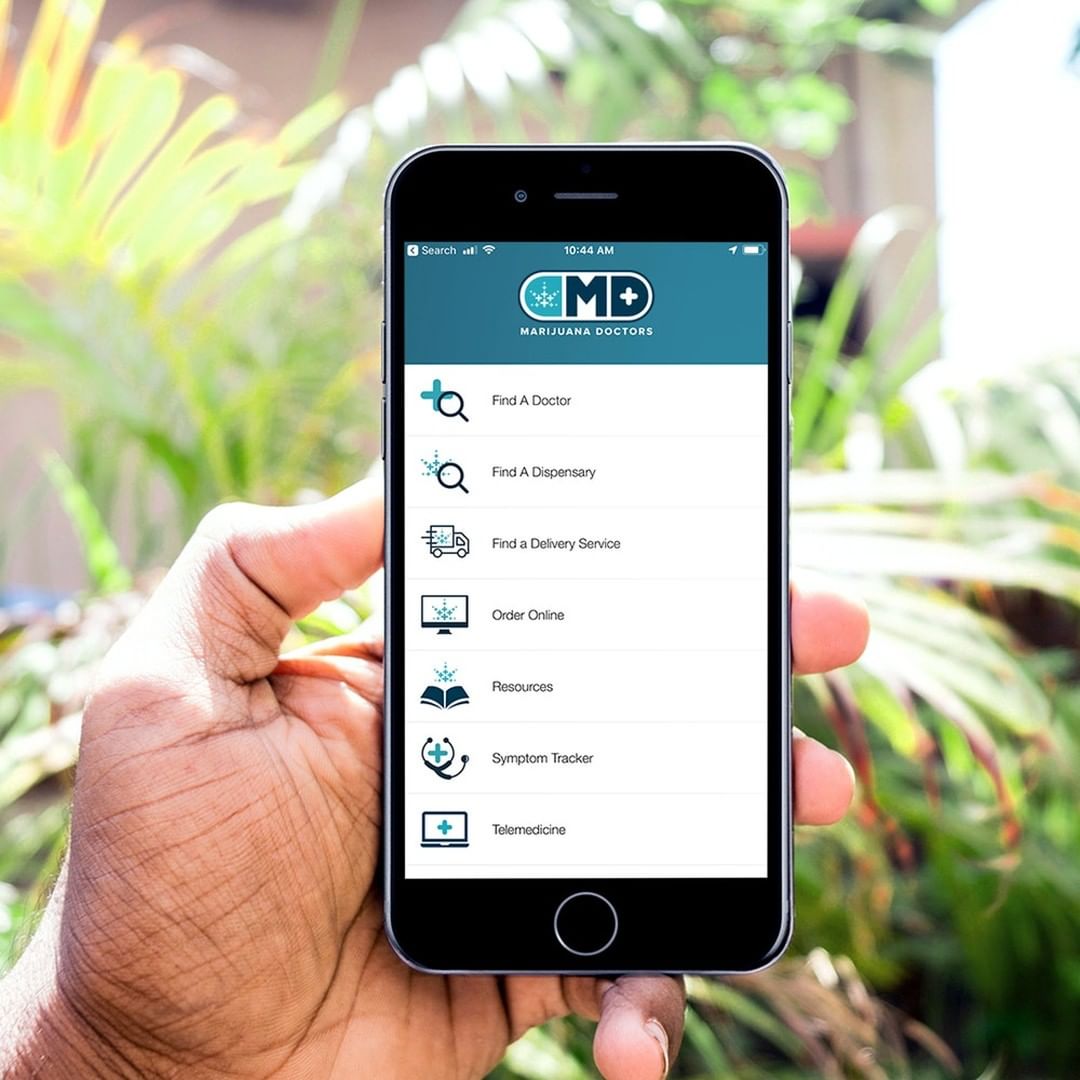 Search
10:44 AM
MD
MARIJUANA DOCTORS
Find A Doctor
Find A Dispensary
Find a Delivery Service
Order Online
Resources
Symptom Tracker
Telemedicine